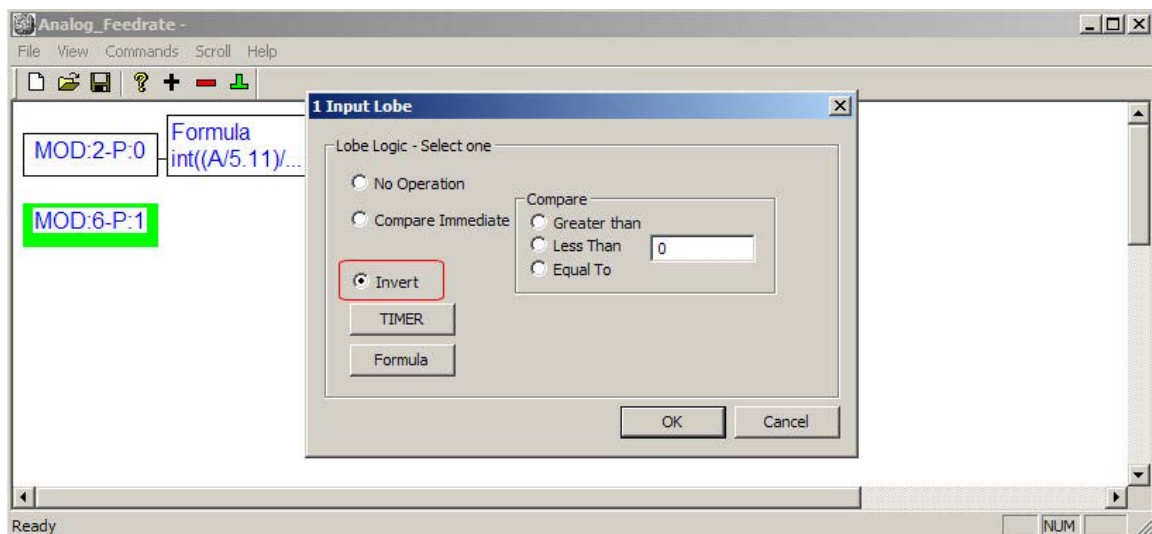 Analog_Feedrate -
File View Commands Scroll Help
1 Input Lobe
MOD:2-P:0
Formula
int((A/5.11)/...
MOD:6-P:1
Lobe Logic - Select one
No Operation
Compare Immediate
Compare
Greater than
Less Than
0
Equal To
Invert
TIMER
Formula
OK
Cancel
Ready
NUM